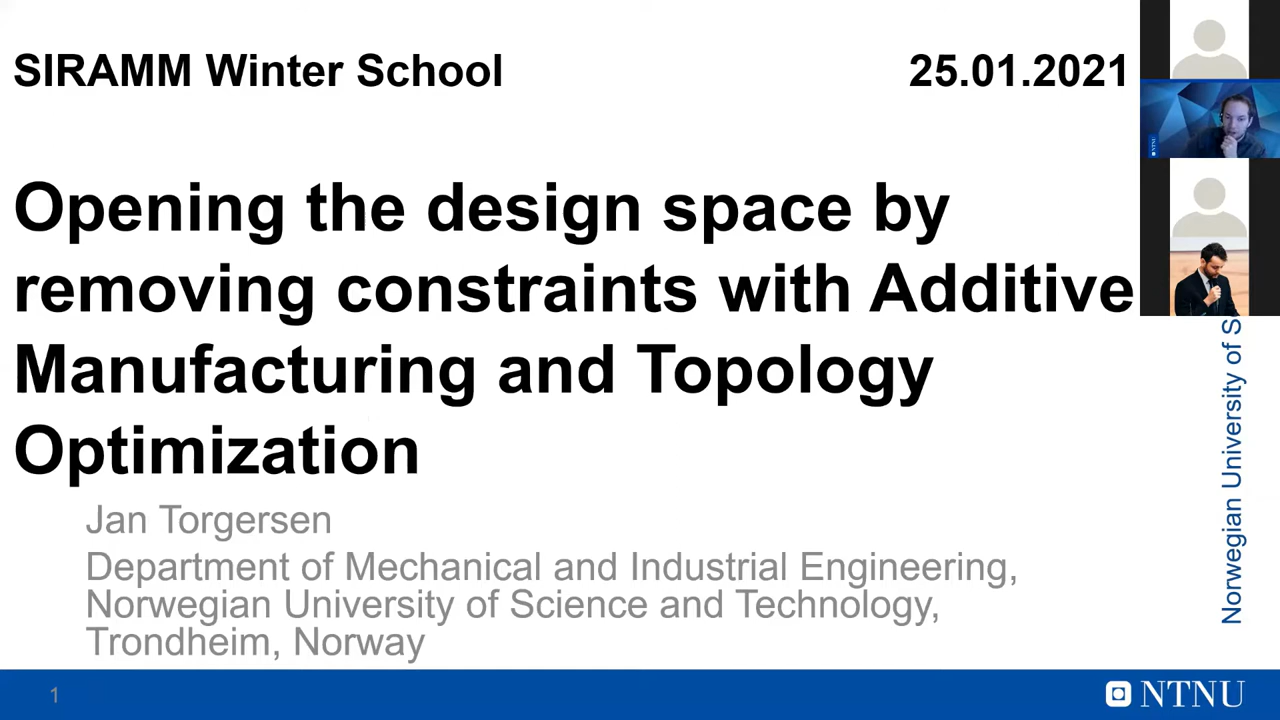 SIRAMM Winter School 25.01.2021
Opening the design space by
removing constraints with Additive
Manufacturing and Topology
Optimization
Jan Torgersen
Department of Mechanical and Industrial Engineering,
Norwegian University of Science and Technology,
Trondheim, Norway
Norwegian University of S
1
NTNU
NTNU